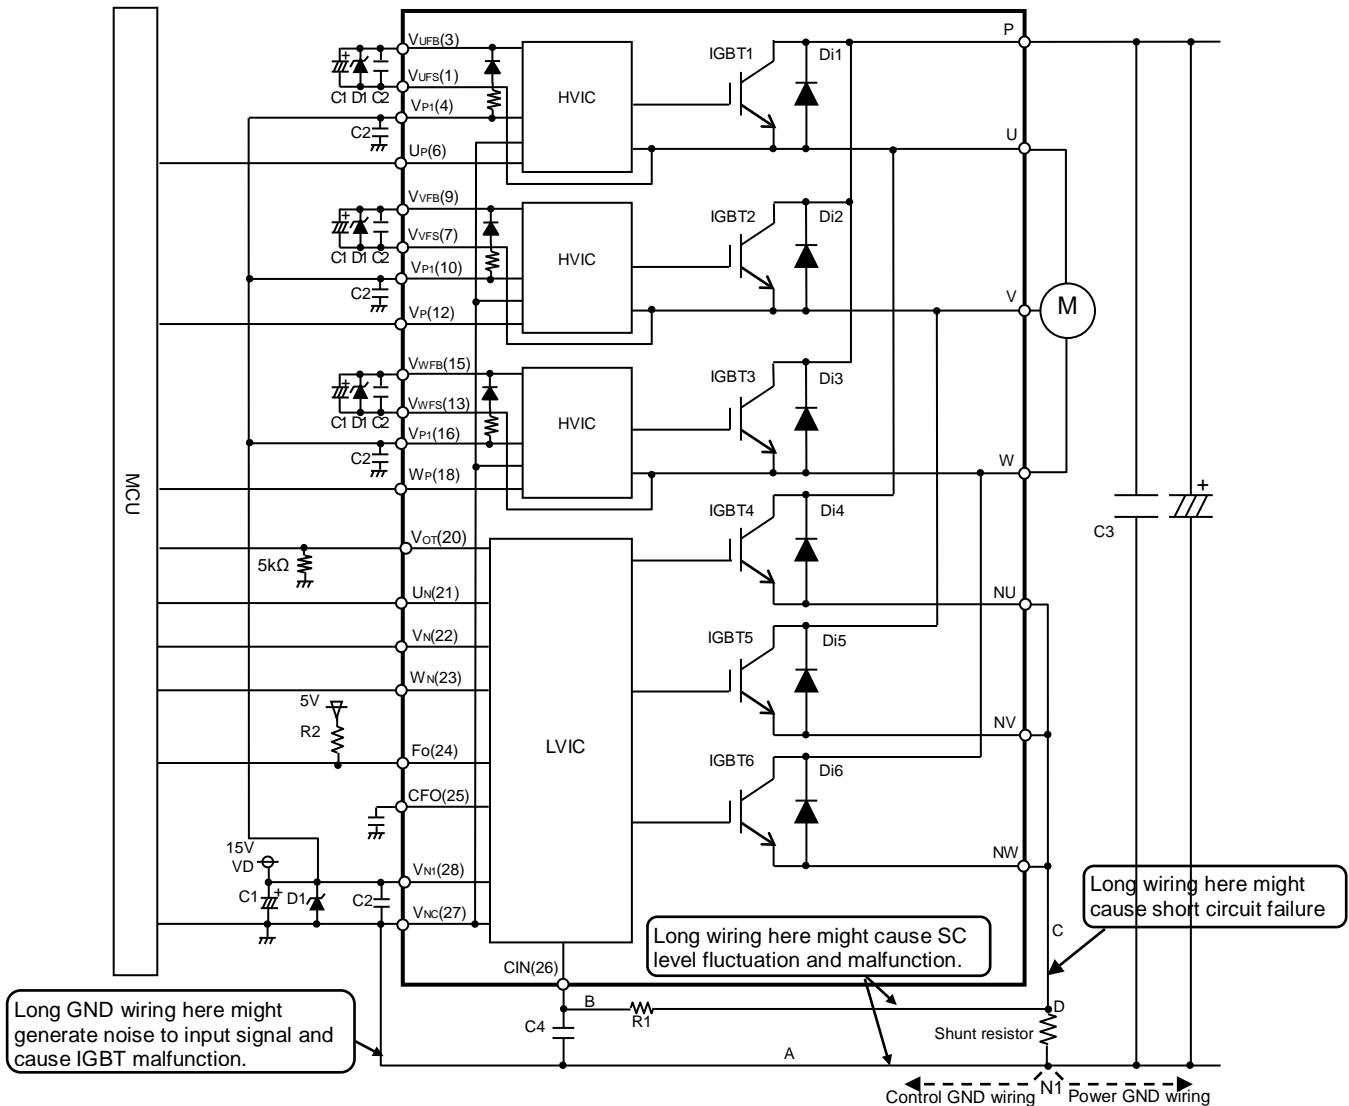 P
VUFB(3)
IGBT1
Di1
VUFS(1)
C1 D1 C2
HVIC
VP1(4)
C2
UP(6)
U
VVFB(9)
IGBT2
Di2
VVFS(7)
C1 D1 C2
HVIC
VP1(10)
C2
VP(12)
V
M
VWFB(15)
IGBT3
Di3
VWFS(13)
C1 D1 C2
HVIC
VP1(16)
C2
WP(18)
W
MCU
IGBT4
Di4
+
C3
VOT(20)
5kΩ
UN(21)
NU
VN(22)
IGBT5
Di5
WN(23)
5V
R2
NV
LVIC
Fo(24)
IGBT6
Di6
CFO(25)
15V
VD
NW
VN1(28)
C1
+
D1
C2
VNC(27)
Long wiring here might
cause short circuit failure
C
Long wiring here might cause SC
level fluctuation and malfunction.
CIN(26)
B
R1
D
C4
Shunt resistor
Long GND wiring here might
generate noise to input signal and
cause IGBT malfunction.
A
Control GND wiring
N1
Power GND wiring